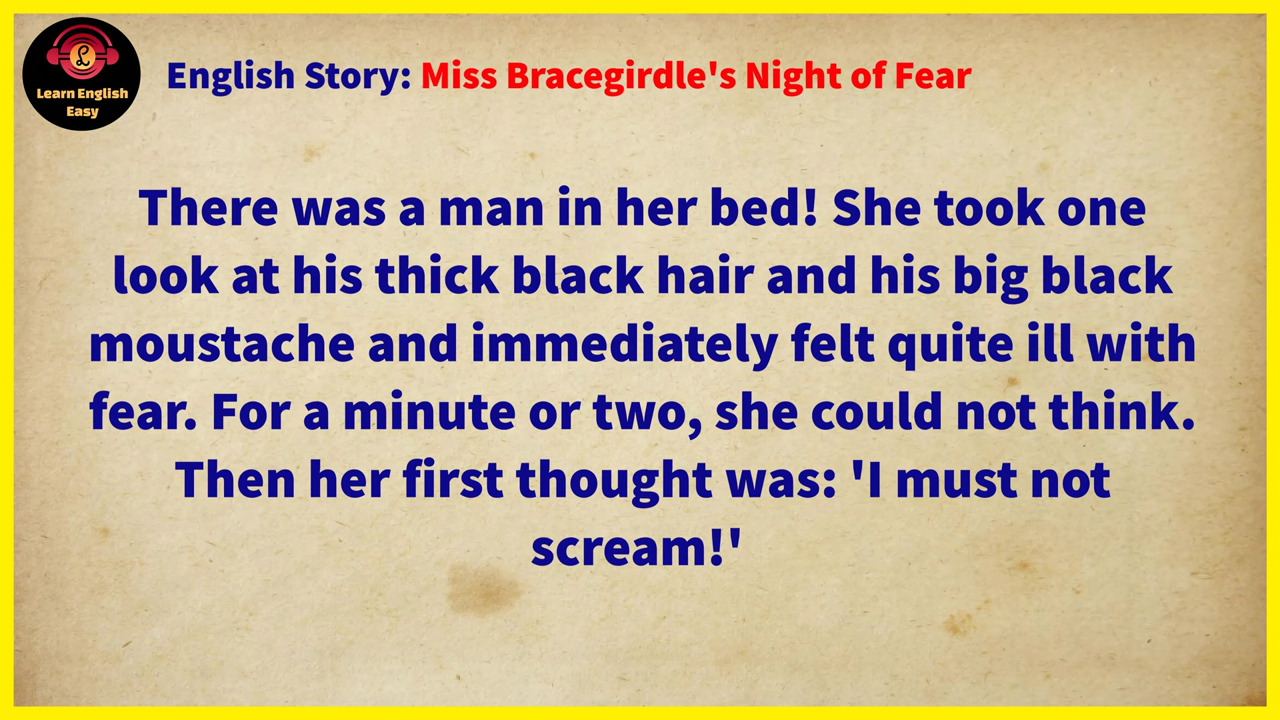 Learn English
Easy
English Story: Miss Bracegirdle's Night of Fear
There was a man in her bed! She took one
look at his thick black hair and his big black
moustache and immediately felt quite ill with
fear. For a minute or two, she could not think.
Then her first thought was: 'I must not
scream!'